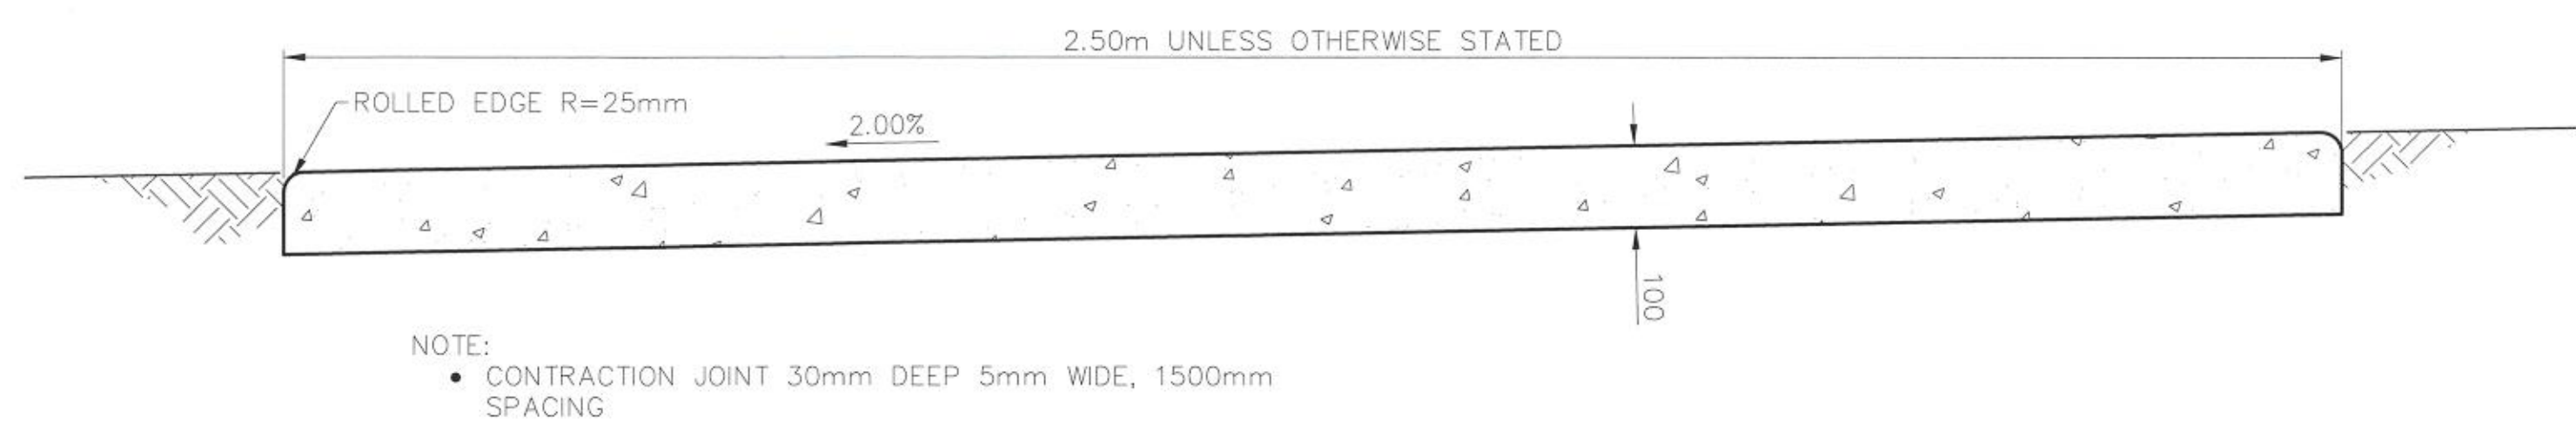 2.50m UNLESS OTHERWISE STATED
ROLLED EDGE R=25mm
2.00%
100
NOTE:
• CONTRACTION JOINT 30mm DEEP 5mm WIDE, 1500mm
SPACING